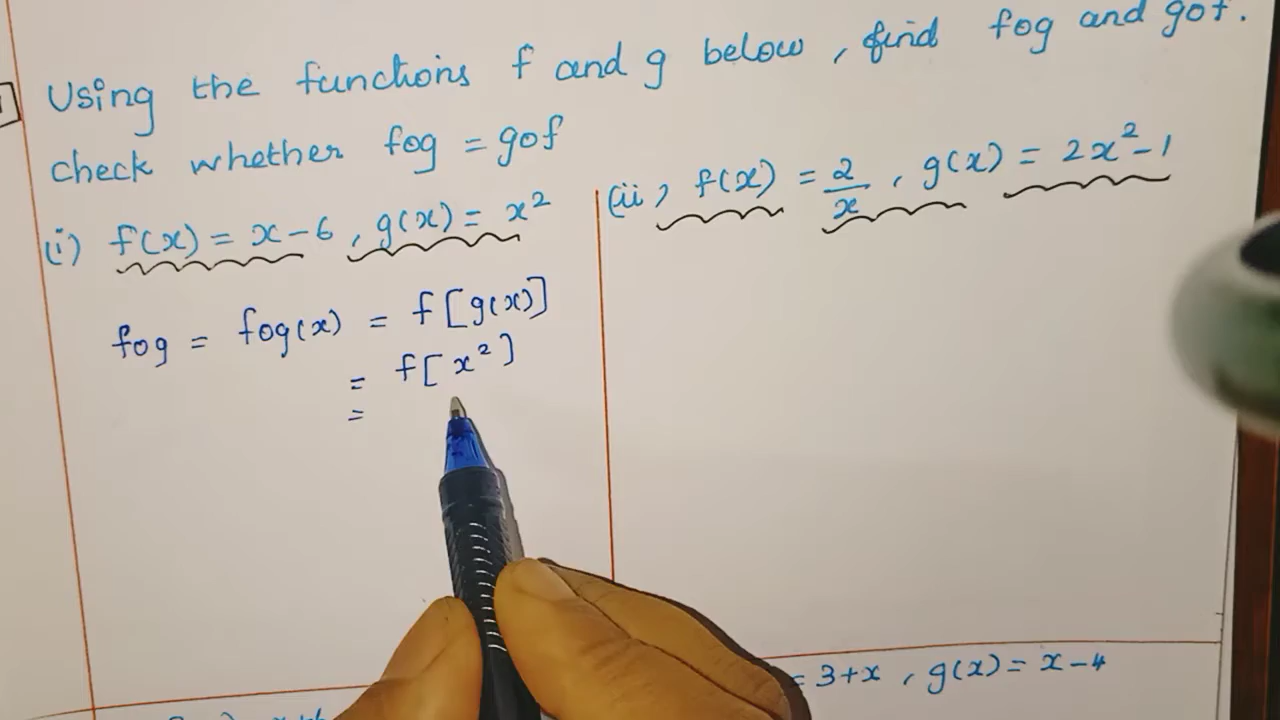 Using the functions f and g below, find fog and gof.
check whether fog = gof
(i) f(x) = x-6, g(x) = x²
(ii) f(x) = 2/x, g(x) = 2x²-1
fog = fog(x) = f[g(x)]
= f[x²]
=
= 3+x, g(x) = x-4